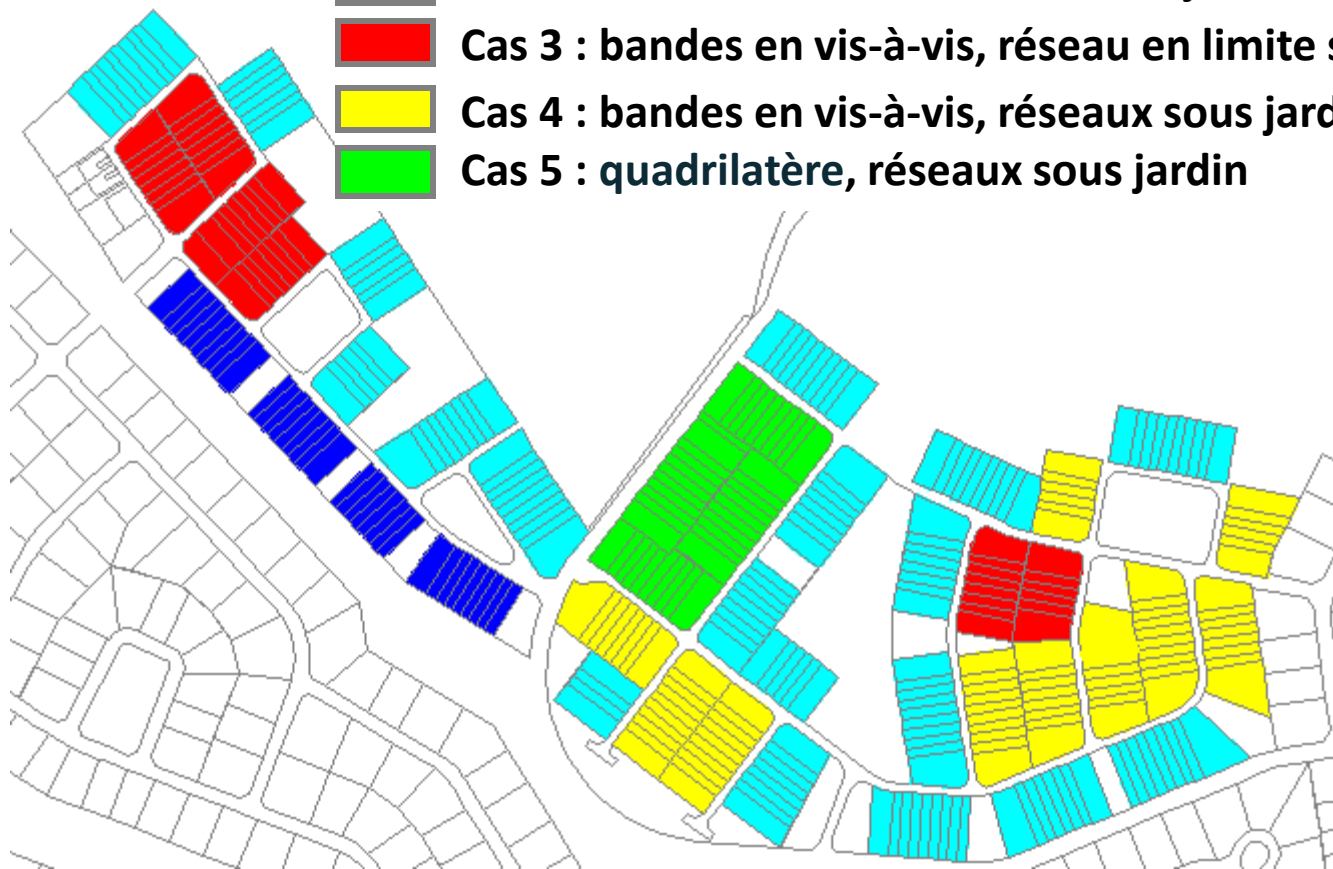 Cas 3 : bandes en vis-à-vis, réseau en limite
Cas 4 : bandes en vis-à-vis, réseaux sous
Cas 5 : quadrilatère, réseaux sous jardin